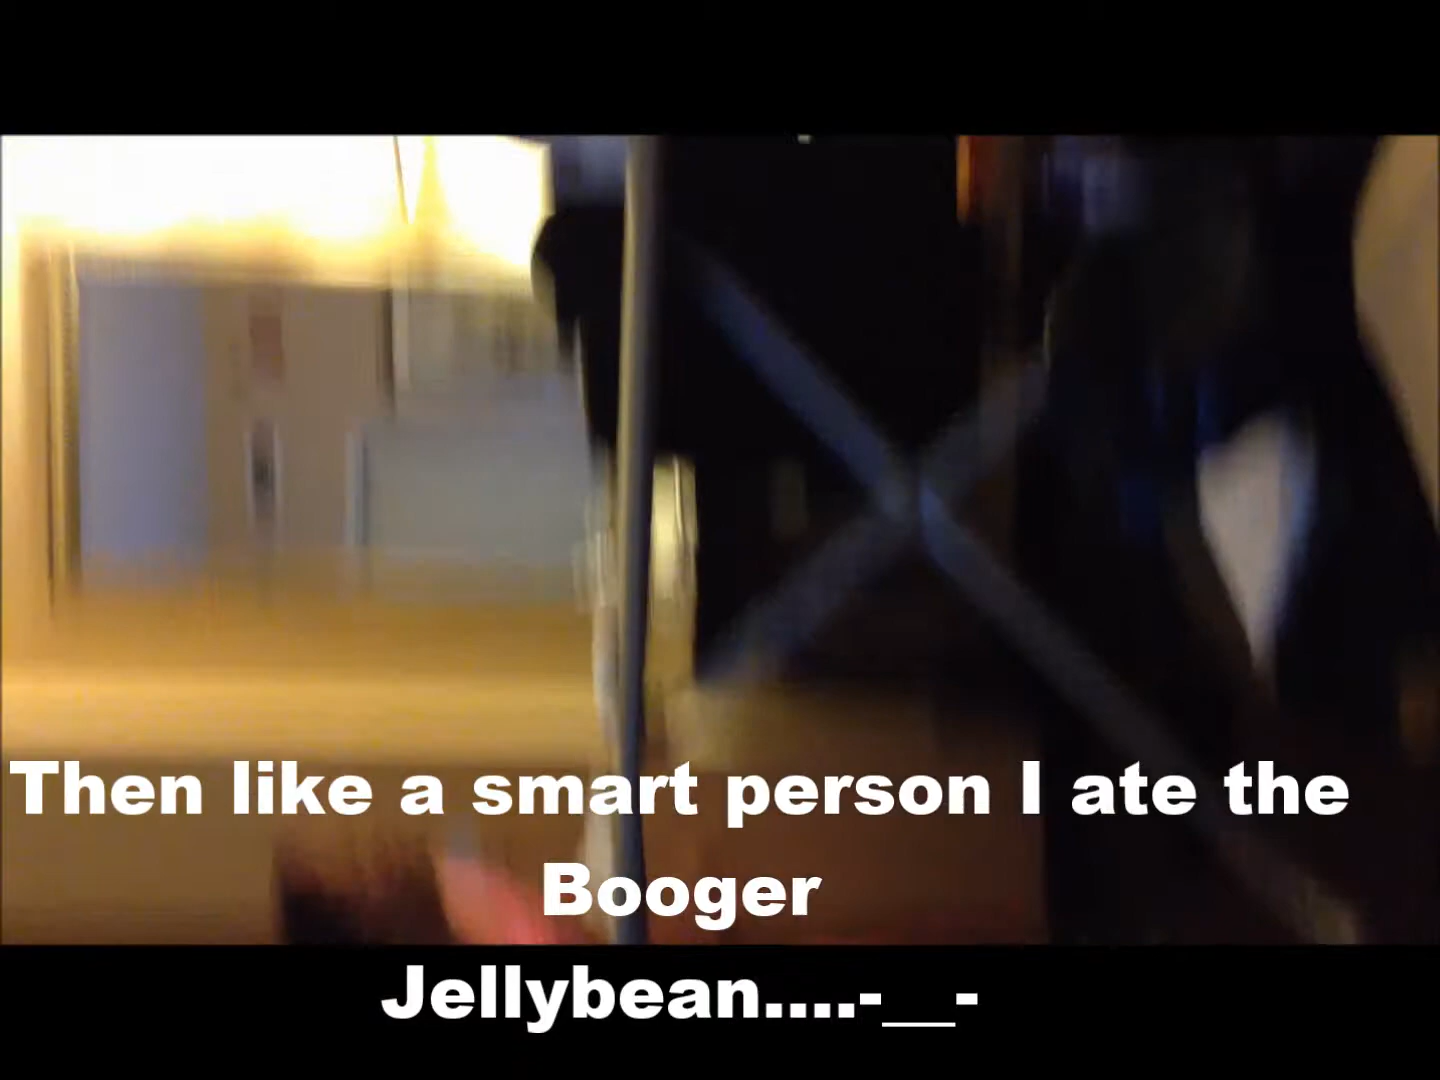 Then like a smart person I ate the
Booger
Jellybean....-__-